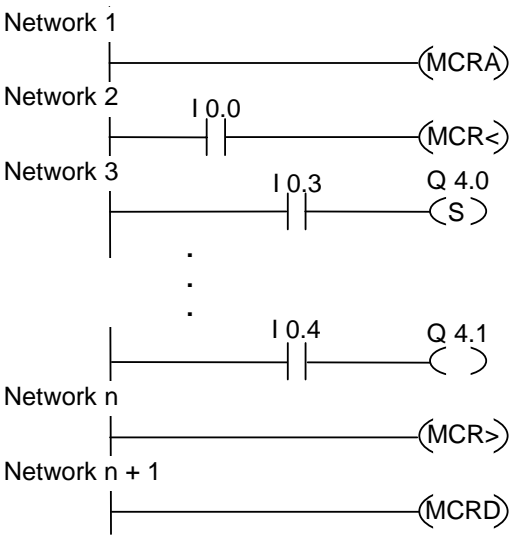 Network 1
(MCRA)
Network 2
I 0.0
(MCR<)
Network 3
I 0.3 Q 4.0
(S)
I 0.4 Q 4.1
( )
Network n
(MCR>)
Network n + 1
(MCRD)